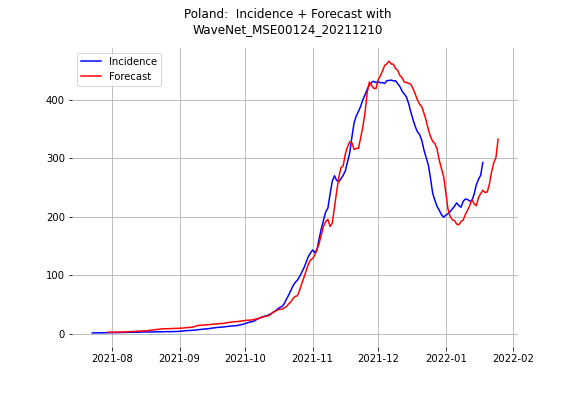 Poland:  Incidence + Forecast with
WaveNet_MSE00124_20211210
Incidence
Forecast
400
300
200
100
0
2021-08 2021-09 2021-10 2021-11 2021-12 2022-01 2022-02